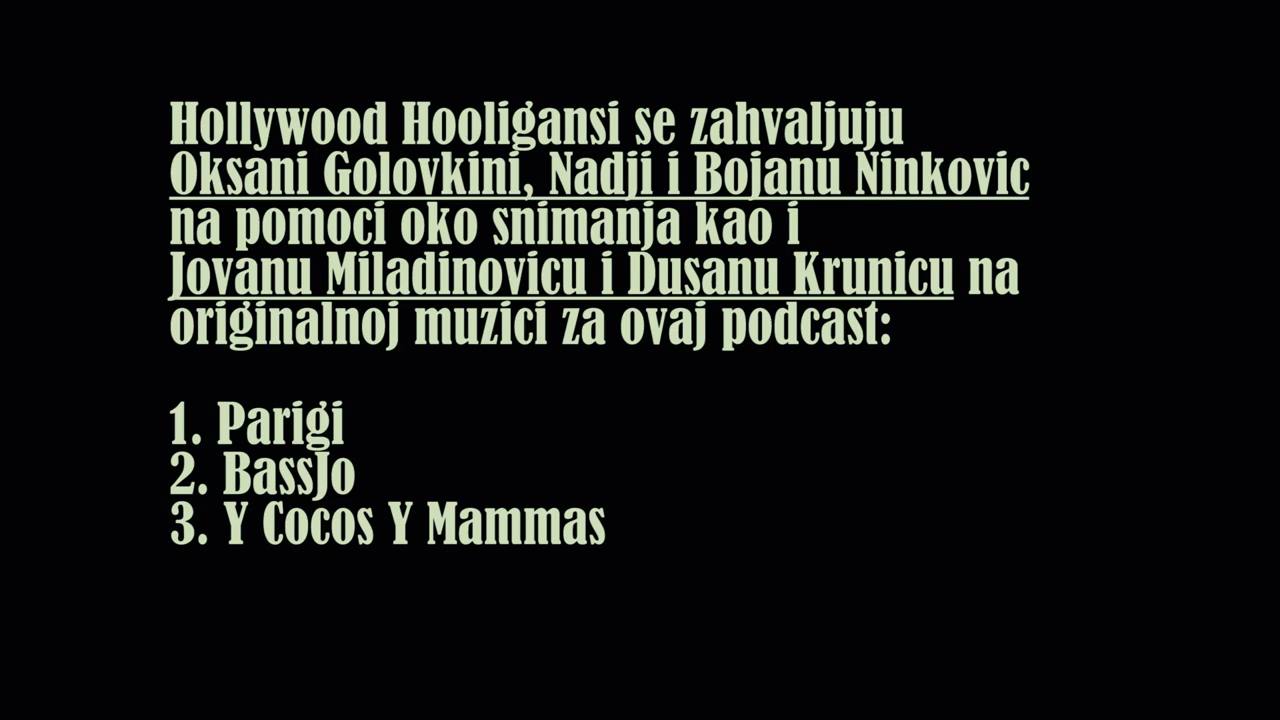 Hollywood Hooligansi se zahvaljuju
Oksani Golovkini, Nadji i Bojanu Ninkovic
na pomoci oko snimanja kao i
Jovanu Miladinovicu i Dusanu Krunicu na
originalnoj muzici za ovaj podcast:
1. Parigi
2. BassJo
3. Y Cocos Y Mammas